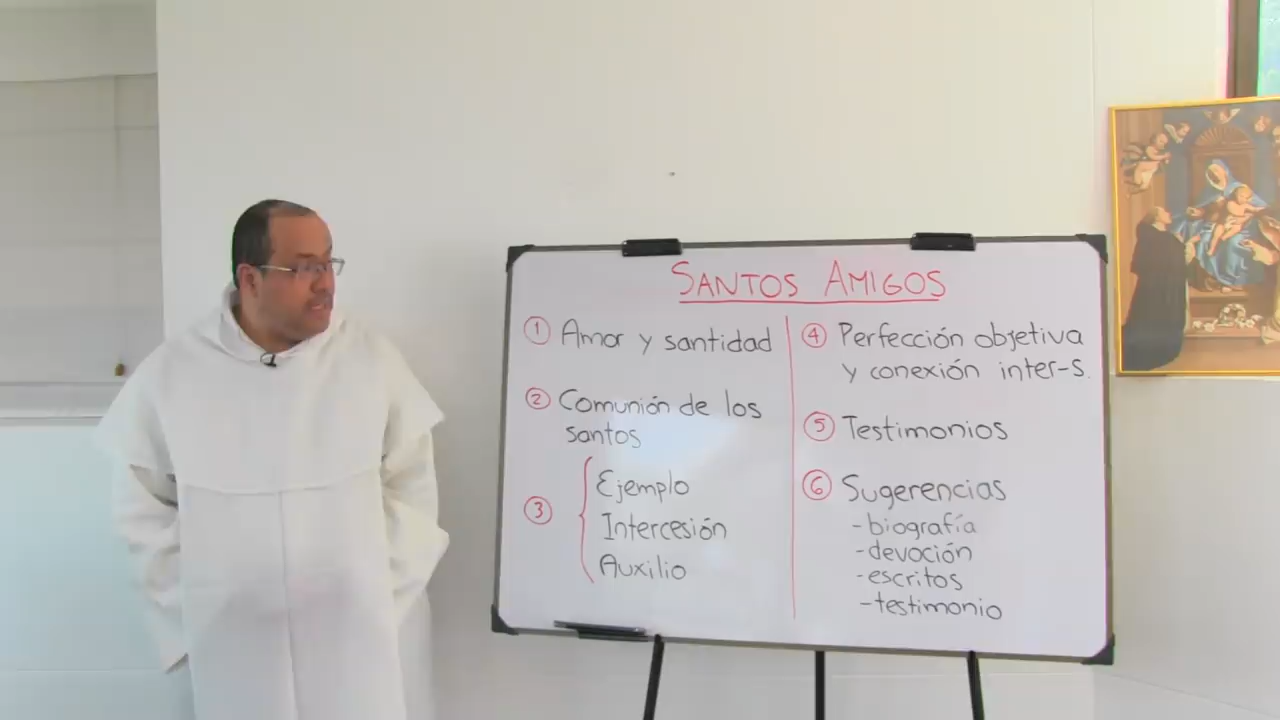 SANTOS AMIGOS
1 Amor y santidad
2 Comunión de los
santos
3
Ejemplo
Intercesión
Auxilio
4 Perfección objetiva
y conexión inter-s.
5 Testimonios
6 Sugerencias
- biografía
- devoción
- escritos
- testimonio